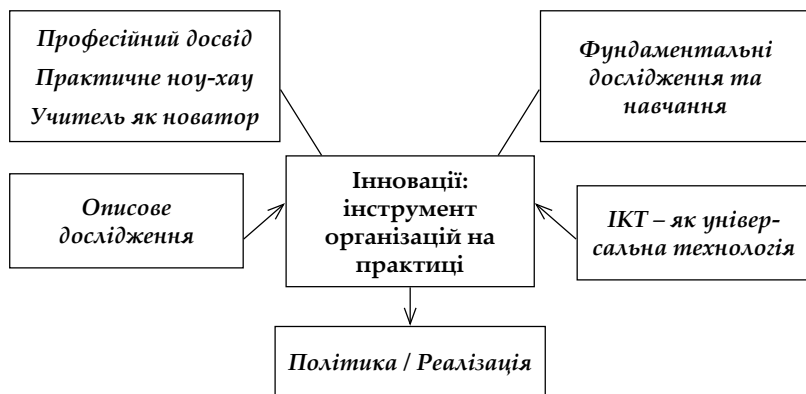 Професійний досвід
Практичне ноу-хау
Учитель як новатор
Фундаментальні
дослідження та
навчання
Інновації:
інструмент
організацій на
практиці
Описове
дослідження
ІКТ – як універ-
сальна технологія
Політика / Реалізація